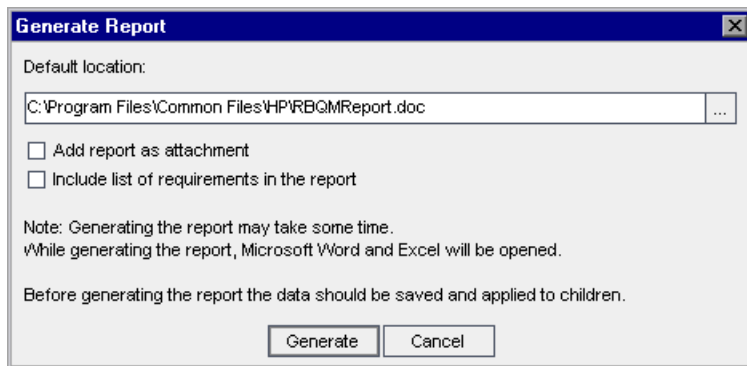 Generate Report
Default location:
C:\Program Files\Common Files\HP\RBQMReport.doc
...
Add report as attachment
Include list of requirements in the report
Note: Generating the report may take some time.
While generating the report, Microsoft Word and Excel will be opened.
Before generating the report the data should be saved and applied to children.
Generate Cancel